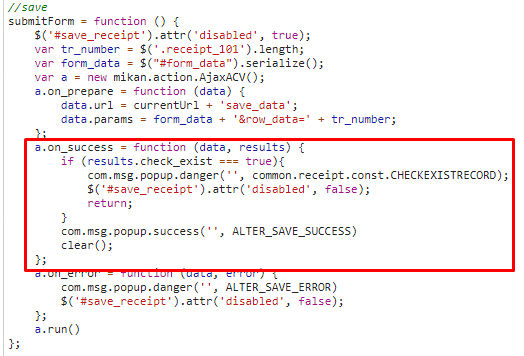 //save
submitForm = function () {
    $('#save_receipt').attr('disabled', true);
    var tr_number = $('.receipt_101').length;
    var form_data = $("#form_data").serialize();
    var a = new mikan.action.AjaxACV();
    a.on_prepare = function (data) {
        data.url = currentUrl + 'save_data';
        data.params = form_data + '&row_data=' + tr_number;
    };
    a.on_success = function (data, results) {
        if (results.check_exist === true){
            com.msg.popup.danger('', common.receipt.const.CHECKEXISTRECORD);
            $('#save_receipt').attr('disabled', false);
            return;
        }
        com.msg.popup.success('', ALTER_SAVE_SUCCESS)
        clear();
    };
    a.on_error = function (data, error) {
        com.msg.popup.danger('', ALTER_SAVE_ERROR)
        $('#save_receipt').attr('disabled', false);
    };
    a.run()
};